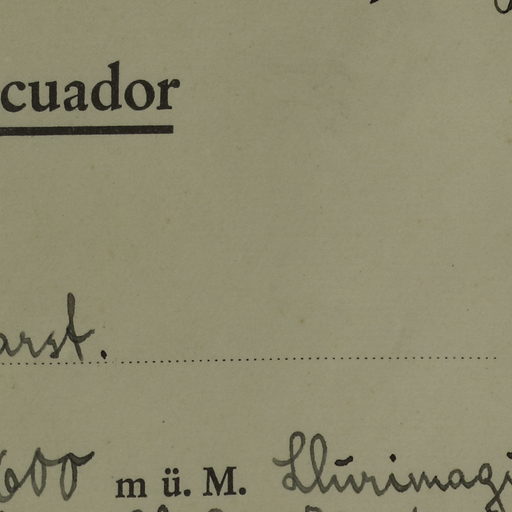 cuador
arst.
600 m ü. M. Llurimagu